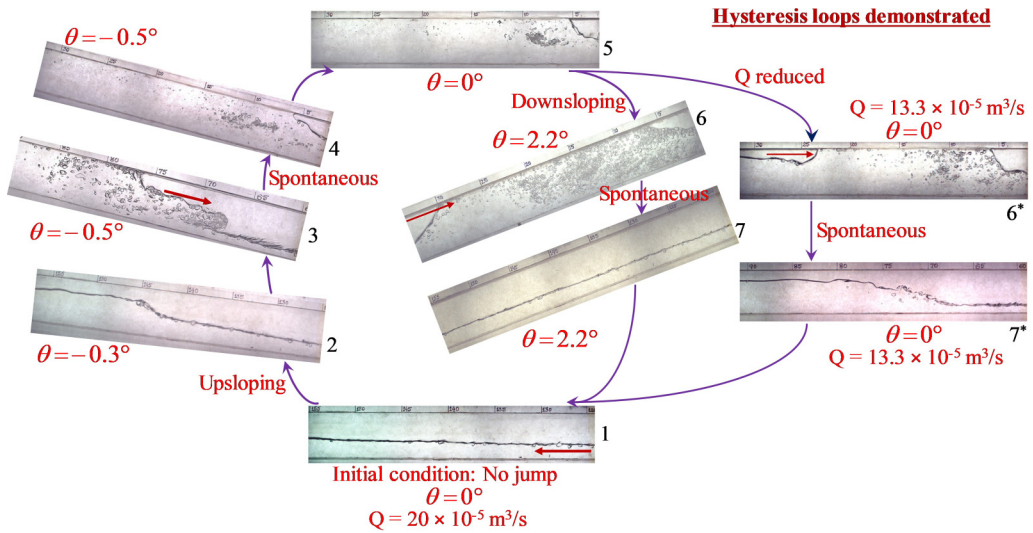 Hysteresis loops demonstrated
θ = − 0.5°
5
θ = 0°
Q reduced
Q = 13.3 × 10-5 m3/s
θ = 0°
Downsloping
4
6
θ = 2.2°
Spontaneous
Spontaneous
6*
θ = − 0.5°
3
7
Spontaneous
2
θ = − 0.3°
θ = 2.2°
θ = 0°
7*
Q = 13.3 × 10-5 m3/s
Upsloping
1
Initial condition: No jump
θ = 0°
Q = 20 × 10-5 m3/s